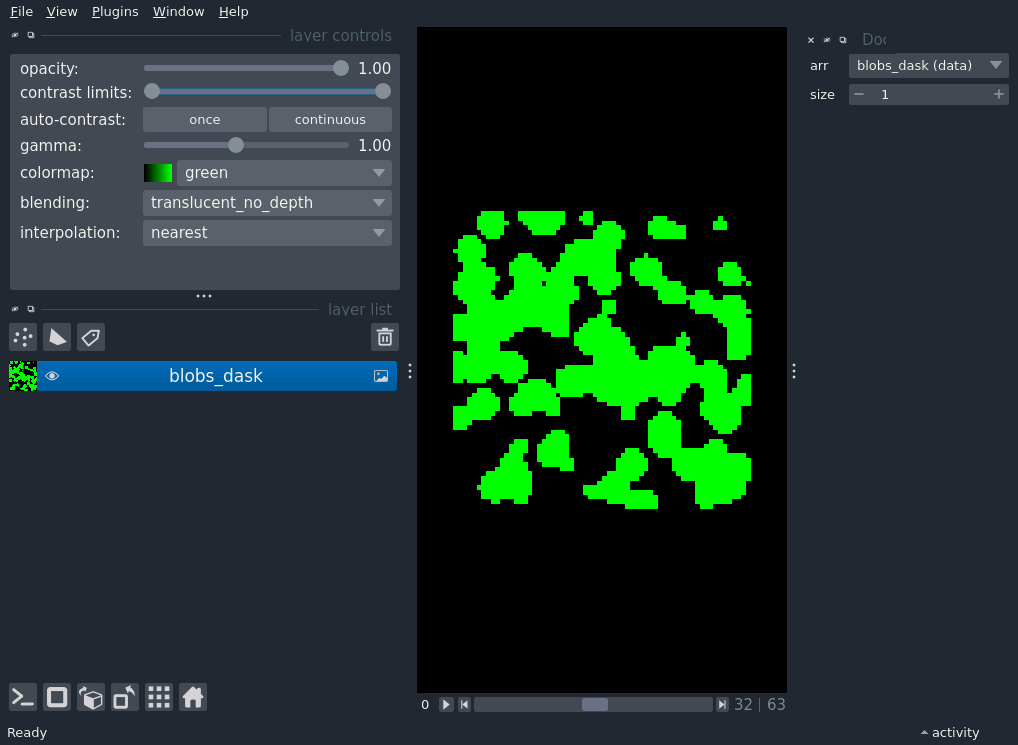 File View Plugins Window Help
layer controls
opacity: 1.00
contrast limits:
auto-contrast: once continuous
gamma: 1.00
colormap: green
blending: translucent_no_depth
interpolation: nearest
layer list
blobs_dask
0 32 | 63
Ready
arr blobs_dask (data)
size 1
activity